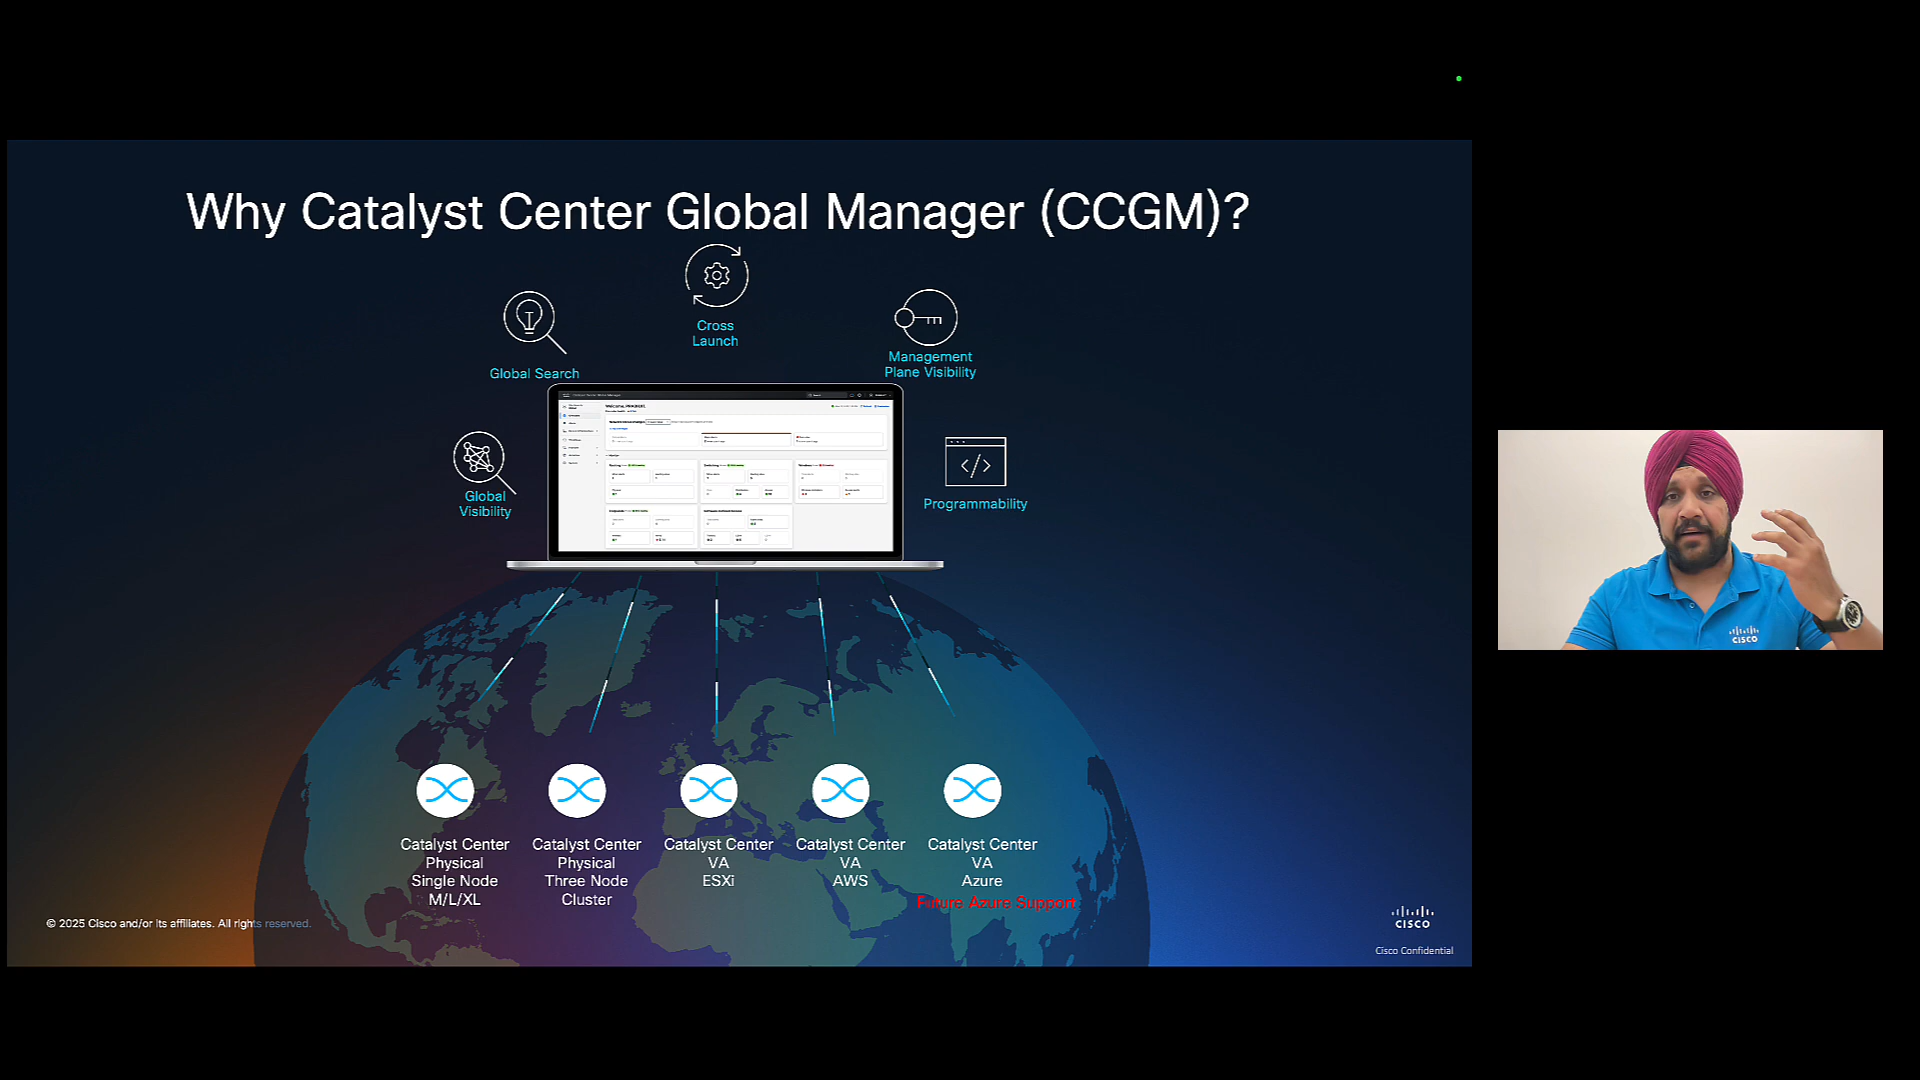 Why Catalyst Center Global Manager (CCGM)?
Cross
Launch
Global Search
Management
Plane Visibility
Global
Visibility
Programmability
Catalyst Center
Physical
Single Node
M/L/XL
Catalyst Center
Physical
Three Node
Cluster
Catalyst Center
VA
ESXi
Catalyst Center
VA
AWS
Catalyst Center
VA
Azure
Future Azure Support
© 2025 Cisco and/or its affiliates. All rights reserved.
CISCO
Cisco Confidential
CISCO